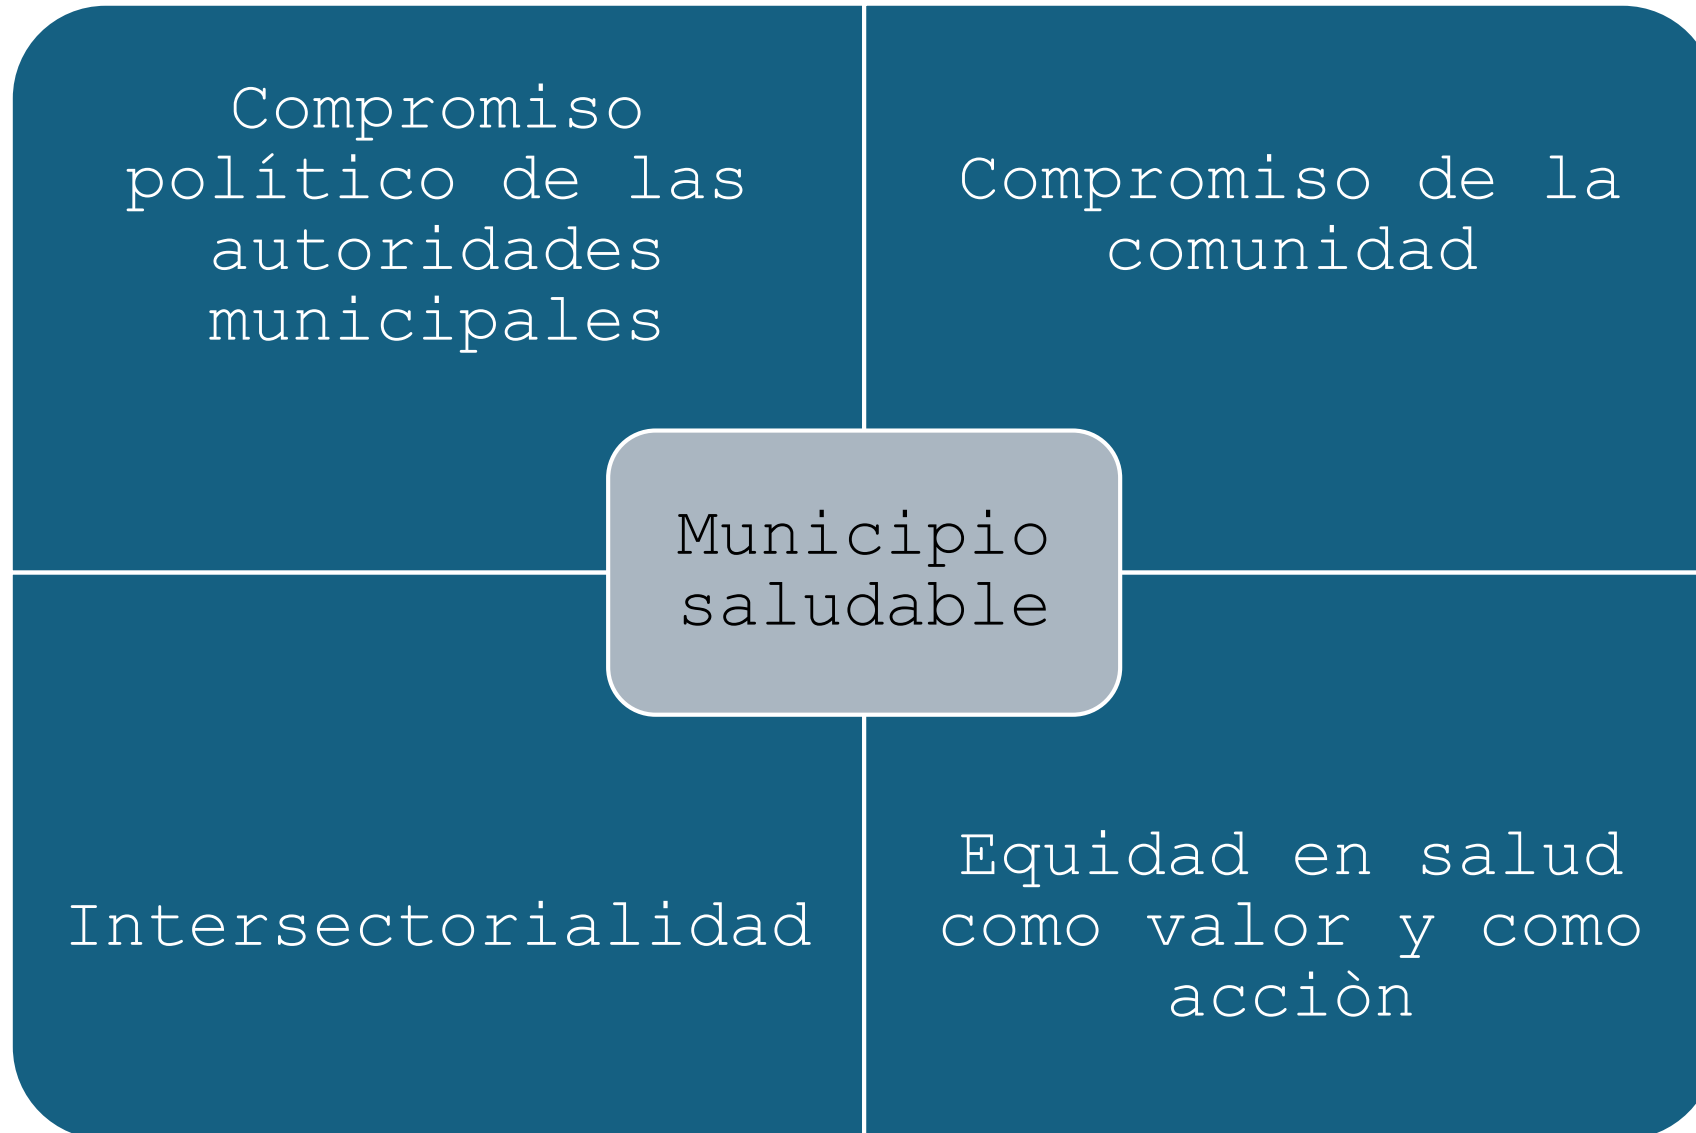 Compromiso
político de las
autoridades
municipales
Compromiso de la
comunidad
Municipio
saludable
Intersectorialidad
Equidad en salud
como valor y como
acciòn